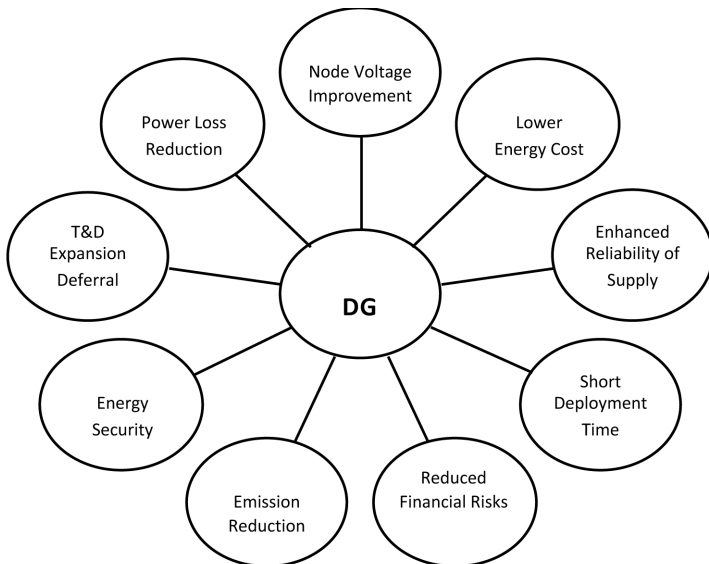 Node Voltage
Improvement
Power Loss
Reduction
Lower
Energy Cost
T&D
Expansion
Deferral
Enhanced
Reliability of
Supply
DG
Energy
Security
Short
Deployment
Time
Emission
Reduction
Reduced
Financial Risks